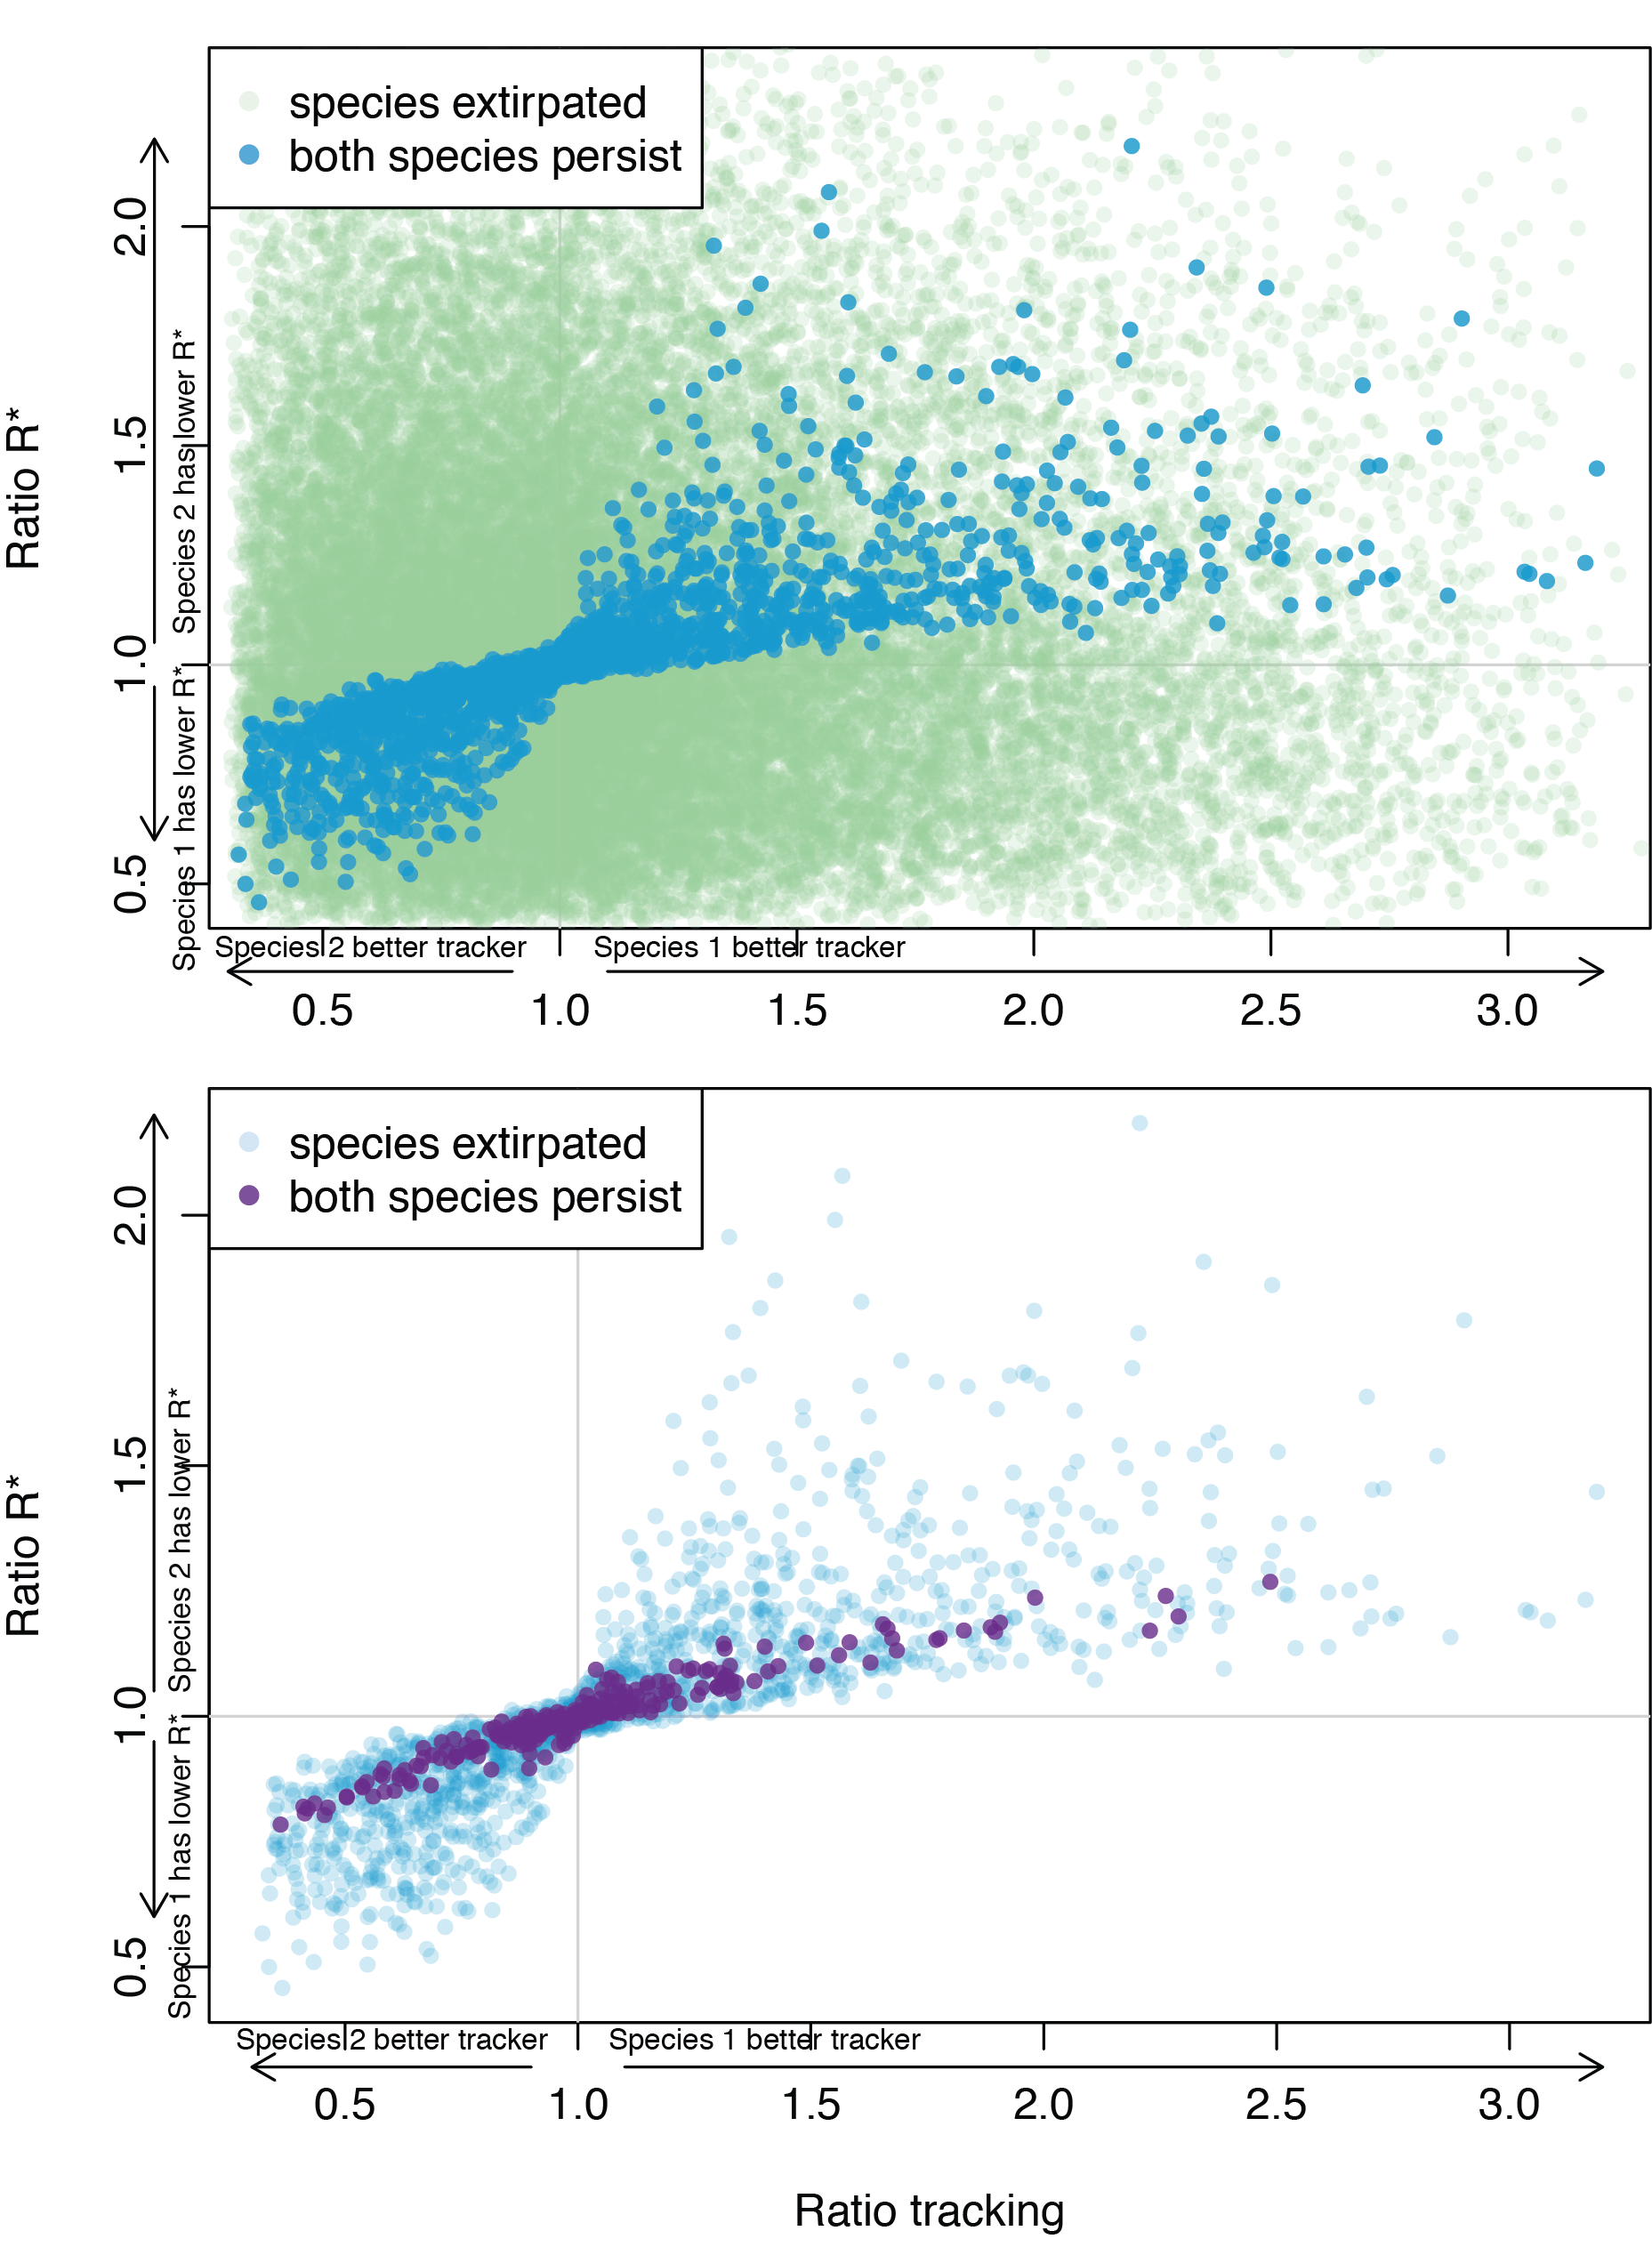 species extirpated
both species persist
Ratio R*
2.0
1.5
1.0
0.5
Species 2 has lower R*
Species 1 has lower R*
Species 2 better tracker
Species 1 better tracker
0.5 1.0 1.5 2.0 2.5 3.0
species extirpated
both species persist
Ratio R*
2.0
1.5
1.0
0.5
Species 2 has lower R*
Species 1 has lower R*
Species 2 better tracker
Species 1 better tracker
0.5 1.0 1.5 2.0 2.5 3.0
Ratio tracking